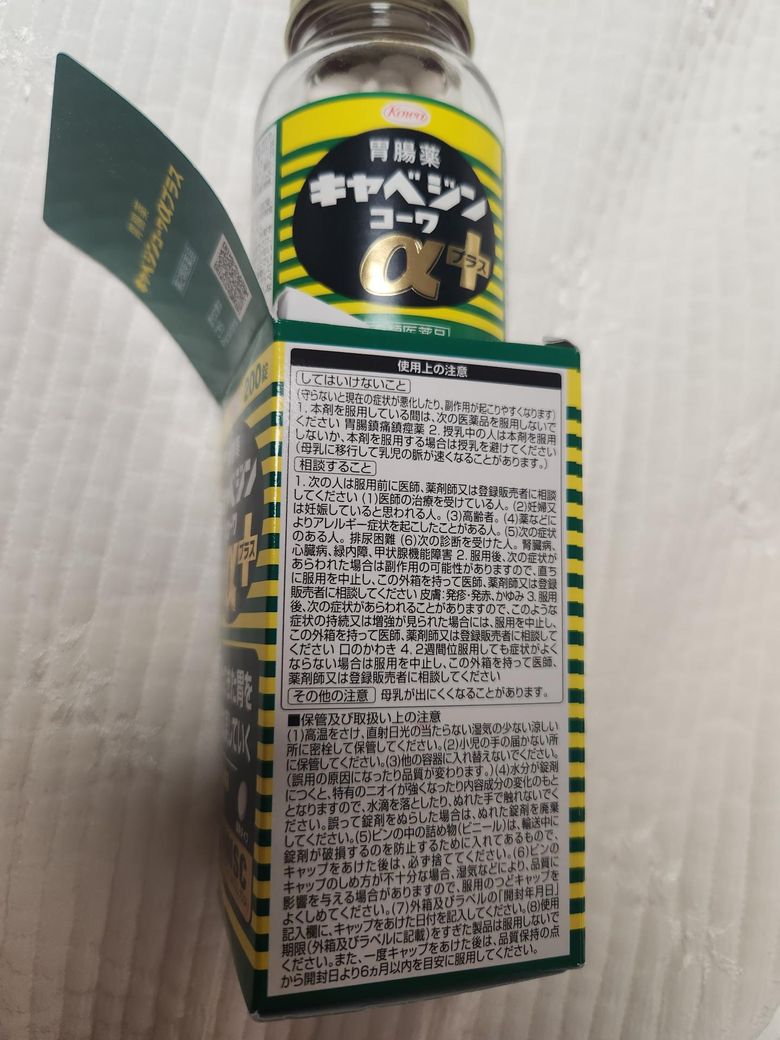 Kowa
胃腸薬
キャベジン
コーワ
α+
プラス
胃腸薬
キャベジンコーワαプラス
200錠
使用上の注意
してはいけないこと
(守らないと現在の症状が悪化したり、副作用が起こりやすくなります)
1. 本剤を服用している間は、次の医薬品を服用しないで
ください 胃腸鎮痛鎮痙薬 2. 授乳中の人は本剤を服用
しないか、本剤を服用する場合は授乳を避けてください
(母乳に移行して乳児の脈が速くなることがあります。)
相談すること
1. 次の人は服用前に医師、薬剤師又は登録販売者に相談
してください (1)医師の治療を受けている人。(2)妊婦又
は妊娠していると思われる人。(3)高齢者。(4)薬などに
よりアレルギー症状を起こしたことがある人。(5)次の症状
のある人。排尿困難 (6)次の診断を受けた人。腎臓病、
心臓病、緑内障、甲状腺機能障害 2. 服用後、次の症状が
あらわれた場合は副作用の可能性がありますので、直ち
に服用を中止し、この外箱を持って医師、薬剤師又は登録
販売者に相談してください 皮膚:発疹・発赤、かゆみ 3. 服用
後、次の症状があらわれることがありますので、このような
症状の持続又は増強が見られた場合には、服用を中止し、
この外箱を持って医師、薬剤師又は登録販売者に相談して
ください 口のかわき 4. 2週間位服用しても症状がよく
ならない場合は服用を中止し、この外箱を持って医師、
薬剤師又は登録販売者に相談してください
その他の注意 母乳が出にくくなることがあります。
■保管及び取扱い上の注意
(1)高温をさけ、直射日光の当たらない湿気の少ない涼しい
所に密栓して保管してください。(2)小児の手の届かない所
に保管してください。(3)他の容器に入れ替えないでください。
(誤用の原因になったり品質が変わります。)(4)水分が錠剤
につくと、特有のニオイが強くなったり内容成分の変化のもと
となりますので、水滴を落としたり、ぬれた手で触れないでく
ださい。誤って錠剤をぬらした場合は、ぬれた錠剤を廃棄
してください。(5)ビンの中の詰め物(ビニール)は、輸送中に
錠剤が破損するのを防止するために入れてあるもので、
キャップをあけた後は、必ず捨ててください。(6)ビンの
キャップのしめ方が不十分な場合、湿気などにより、品質に
影響を与える場合がありますので、服用のつどキャップを
よくしめてください。(7)外箱及びラベルの「開封年月日」
記入欄に、キャップをあけた日付を記入してください。(8)使用
期限(外箱及びラベルに記載)をすぎた製品は服用しないで
ください。また、一度キャップをあけた後は、品質保持の点
から開封日より6ヵ月以内を目安に服用してください。